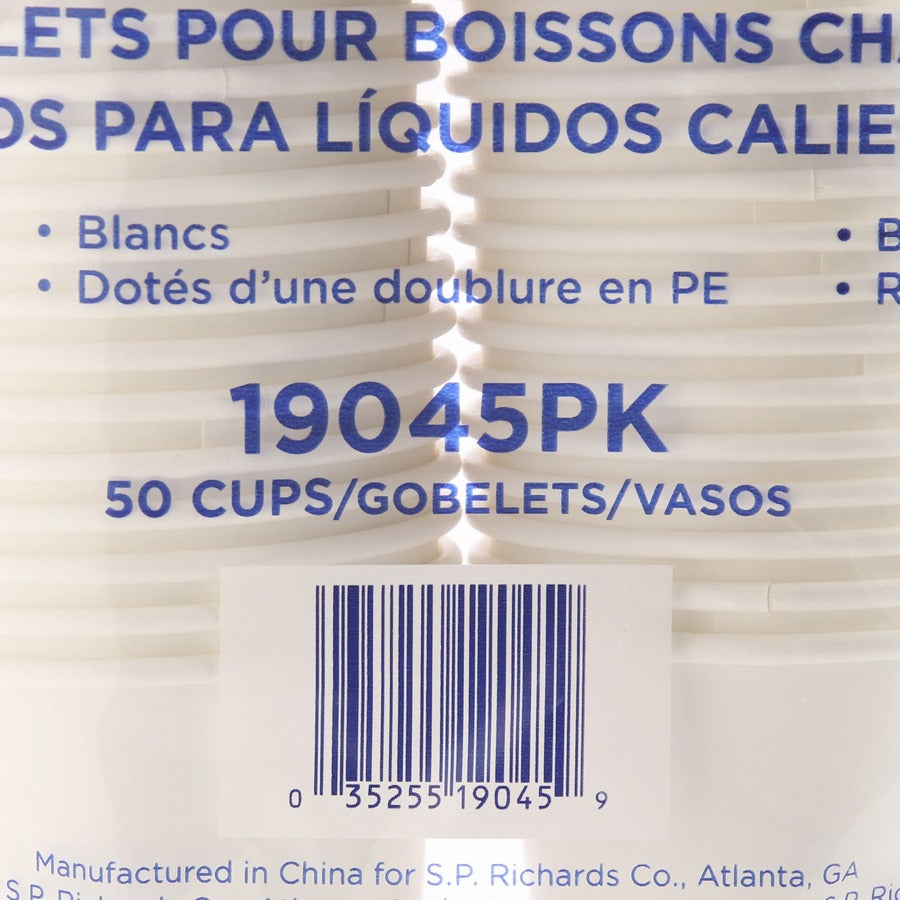 LETS POUR BOISSONS CHA
OS PARA LÍQUIDOS CALIE
• Blancs
• B
• Dotés d'une doublure en PE
• R
19045PK
50 CUPS/GOBELETS/VASOS
0 35255 19045 9
Manufactured in China for S.P. Richards Co., Atlanta, GA